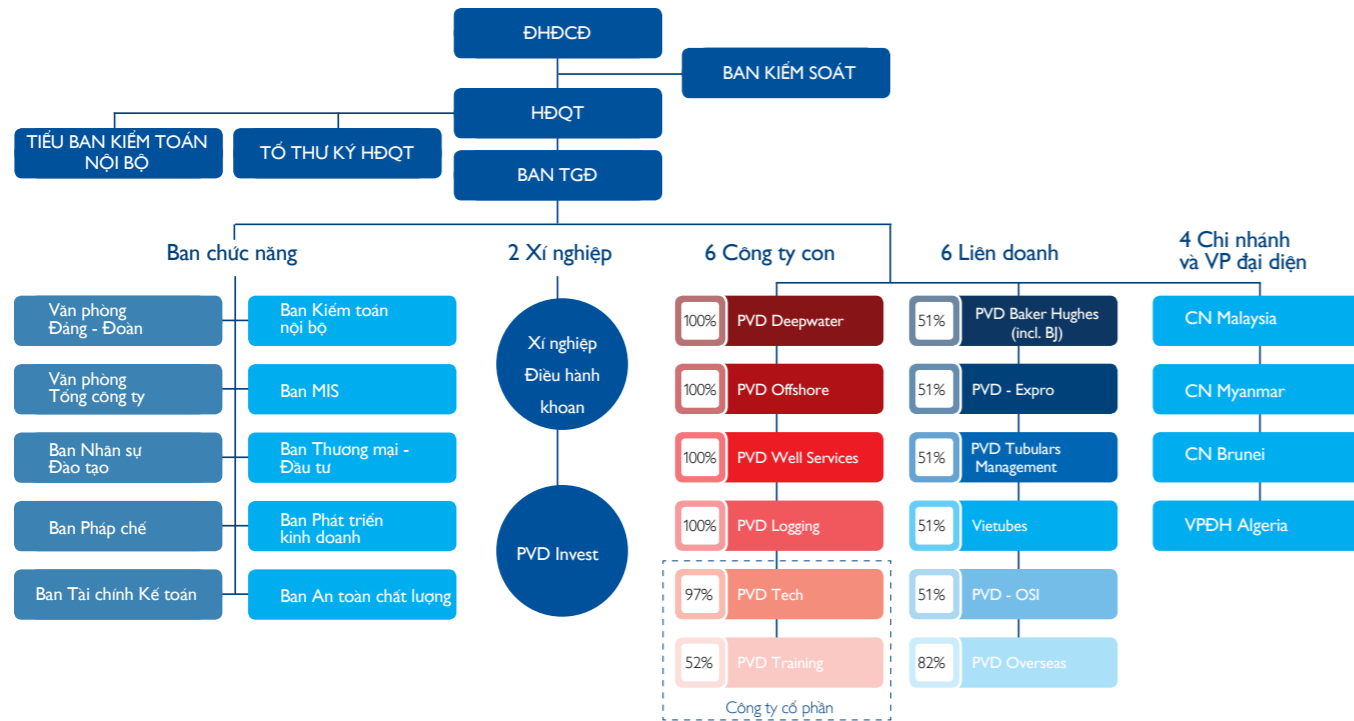 ĐHĐCĐ
BAN KIỂM SOÁT
HĐQT
TIỂU BAN KIỂM TOÁN
NỘI BỘ
TỔ THƯ KÝ HĐQT
BAN TGĐ
Ban chức năng
Văn phòng
Đảng - Đoàn
Ban Kiểm toán
nội bộ
Văn phòng
Tổng công ty
Ban MIS
Ban Nhân sự
Đào tạo
Ban Thương mại -
Đầu tư
Ban Pháp chế
Ban Phát triển
kinh doanh
Ban Tài chính Kế toán
Ban An toàn chất lượng
2 Xí nghiệp
Xí nghiệp
Điều hành
khoan
PVD Invest
6 Công ty con
100%
PVD Deepwater
100%
PVD Offshore
100%
PVD Well Services
100%
PVD Logging
97%
PVD Tech
52%
PVD Training
Công ty cổ phần
6 Liên doanh
51%
PVD Baker Hughes
(incl. BJ)
51%
PVD - Expro
51%
PVD Tubulars
Management
51%
Vietubes
51%
PVD - OSI
82%
PVD Overseas
4 Chi nhánh
và VP đại diện
CN Malaysia
CN Myanmar
CN Brunei
VPĐH Algeria